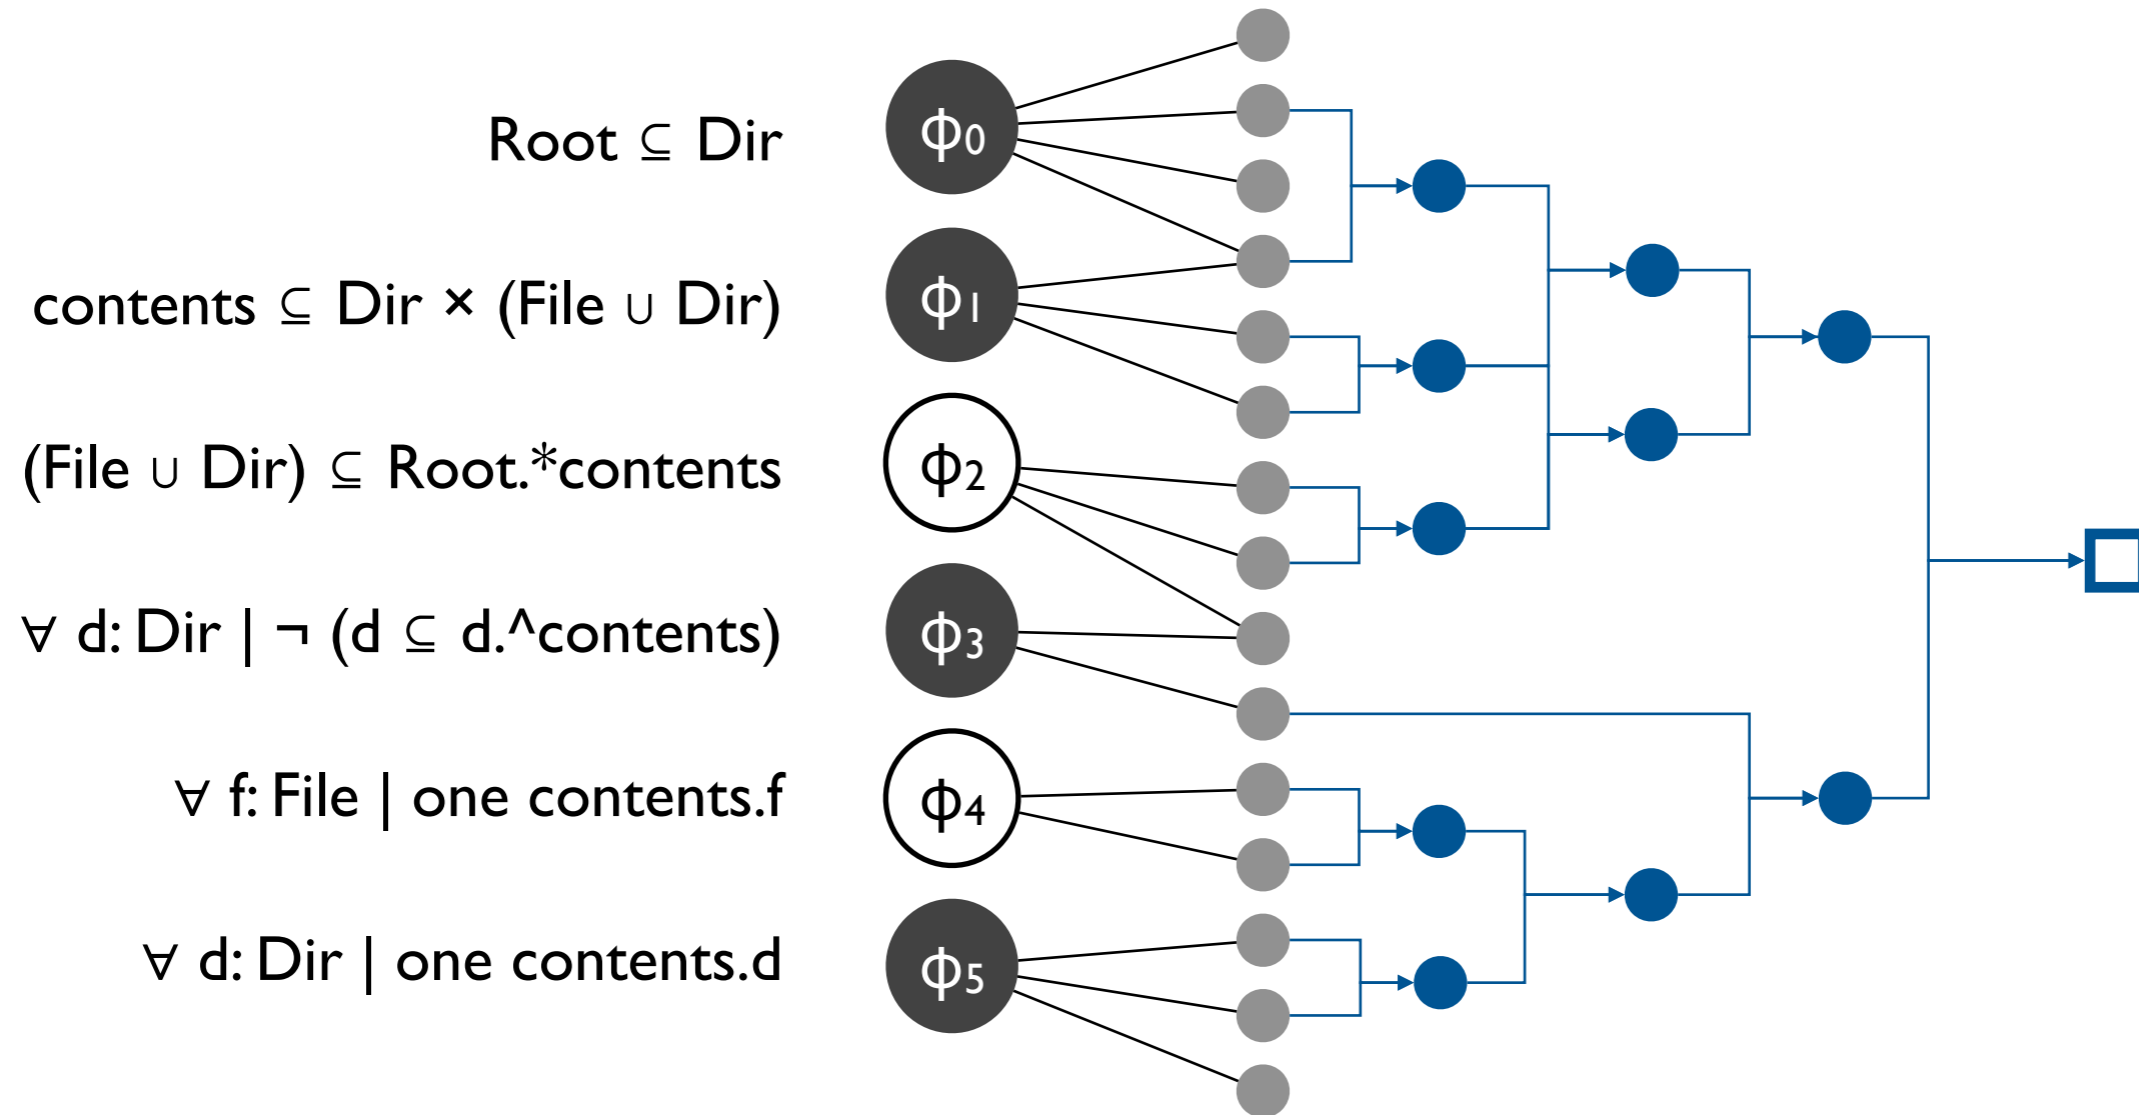 Root ⊆ Dir
ϕ₀
contents ⊆ Dir × (File ∪ Dir)
ϕ₁
(File ∪ Dir) ⊆ Root.*contents
ϕ₂
∀ d: Dir | ¬ (d ⊆ d.^contents)
ϕ₃
∀ f: File | one contents.f
ϕ₄
∀ d: Dir | one contents.d
ϕ₅